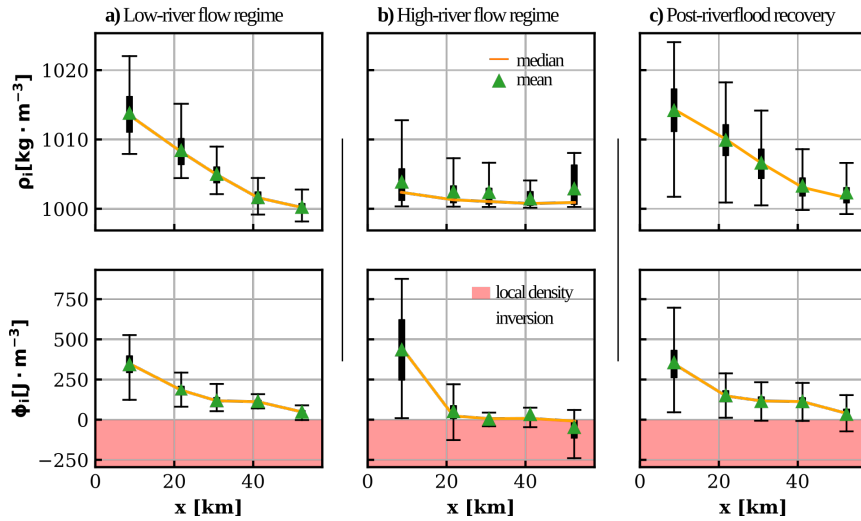 a) Low-river flow regime
b) High-river flow regime
c) Post-riverflood recovery
1020
1010
1000
ρi[kg · m−3]
median
mean
750
500
250
0
−250
ϕi[J · m−3]
local density
inversion
0 20 40
0 20 40
0 20 40
x [km]
x [km]
x [km]